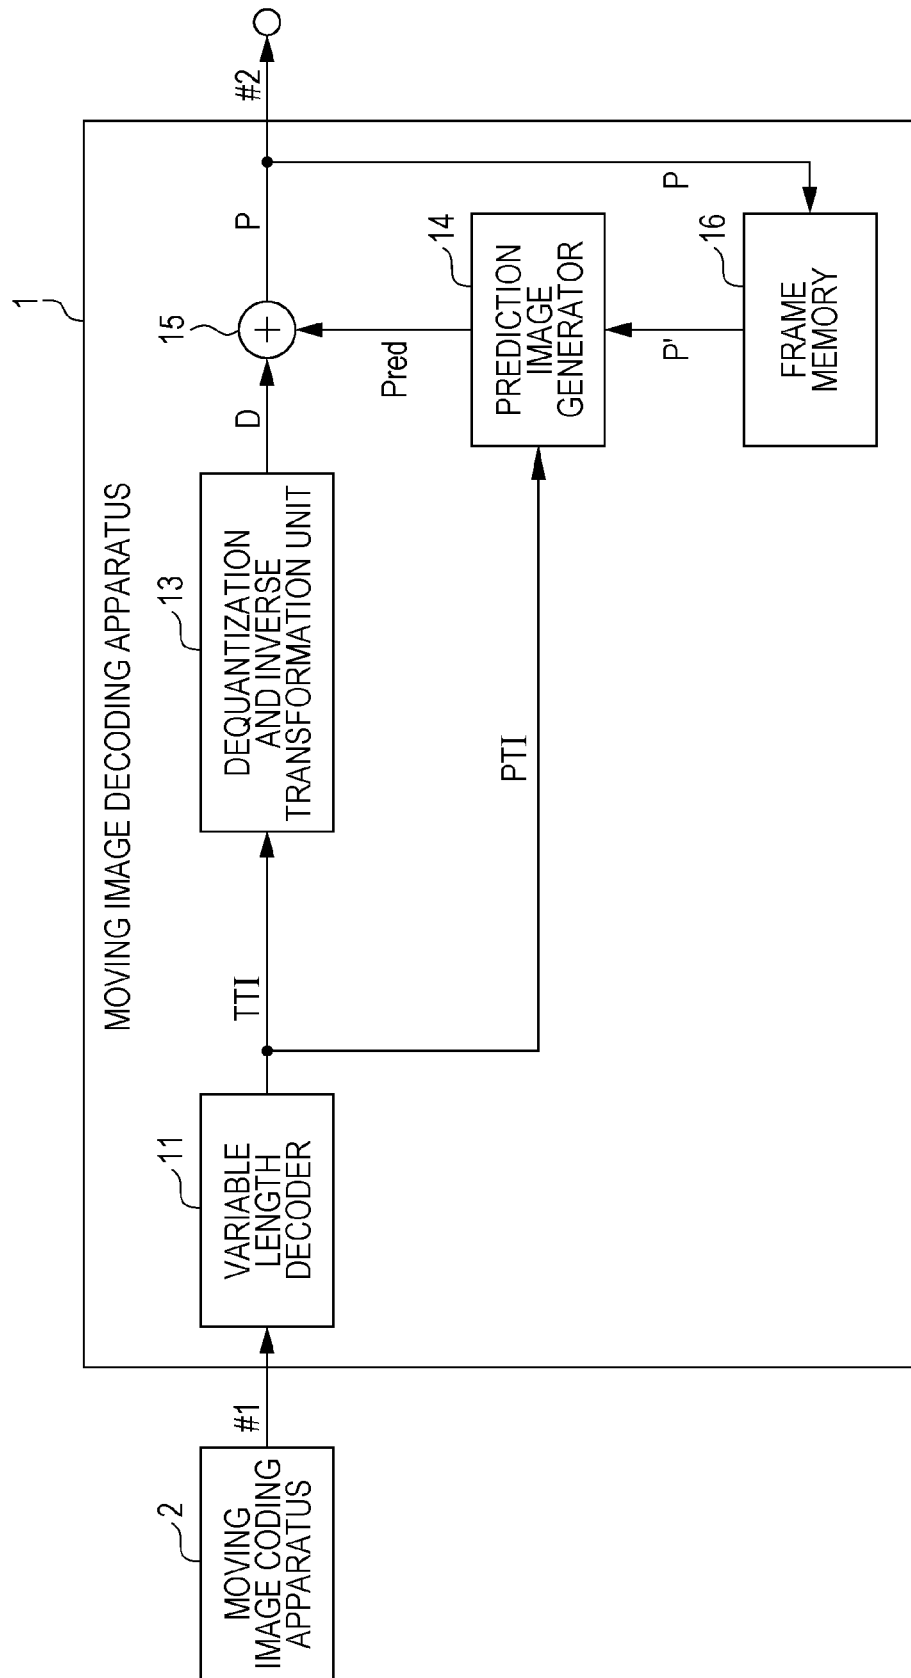 1
MOVING IMAGE DECODING APPARATUS
2
MOVING
IMAGE CODING
APPARATUS
#1
11
VARIABLE
LENGTH
DECODER
TTI
13
DEQUANTIZATION
AND INVERSE
TRANSFORMATION UNIT
D
15
+
P
#2
PTI
Pred
14
PREDICTION
IMAGE
GENERATOR
P'
P
16
FRAME
MEMORY